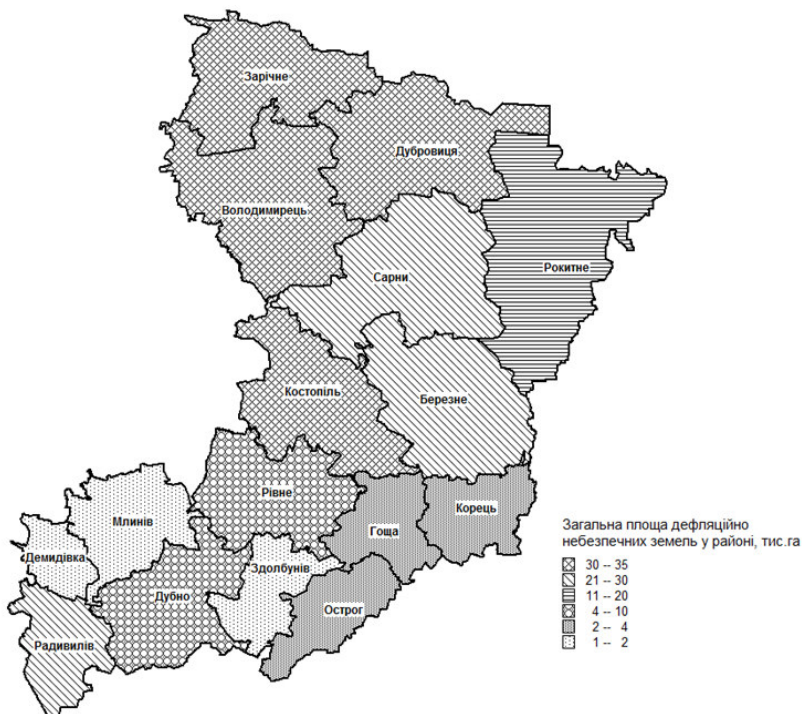 Зарічне
Дубровиця
Володимирець
Сарни
Рокитне
Костопіль
Березне
Рівне
Млинів
Гоща
Корець
Демидівка
Здолбунів
Дубно
Острог
Радивилів
Загальна площа дефляційно
небезпечних земель у районі, тис.га
30 -- 35
21 -- 30
11 -- 20
4 -- 10
2 -- 4
1 -- 2